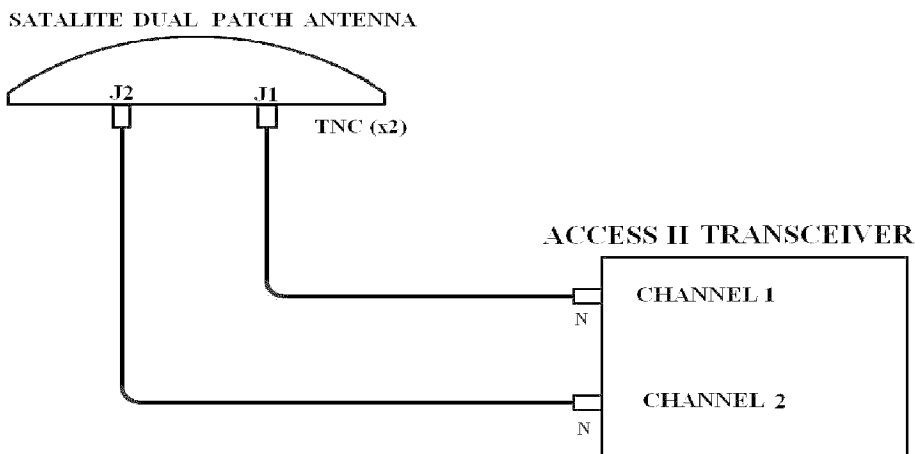 SATALITE DUAL PATCH ANTENNA
J2 J1
TNC (x2)
ACCESS II TRANSCEIVER
CHANNEL 1
N
CHANNEL 2
N